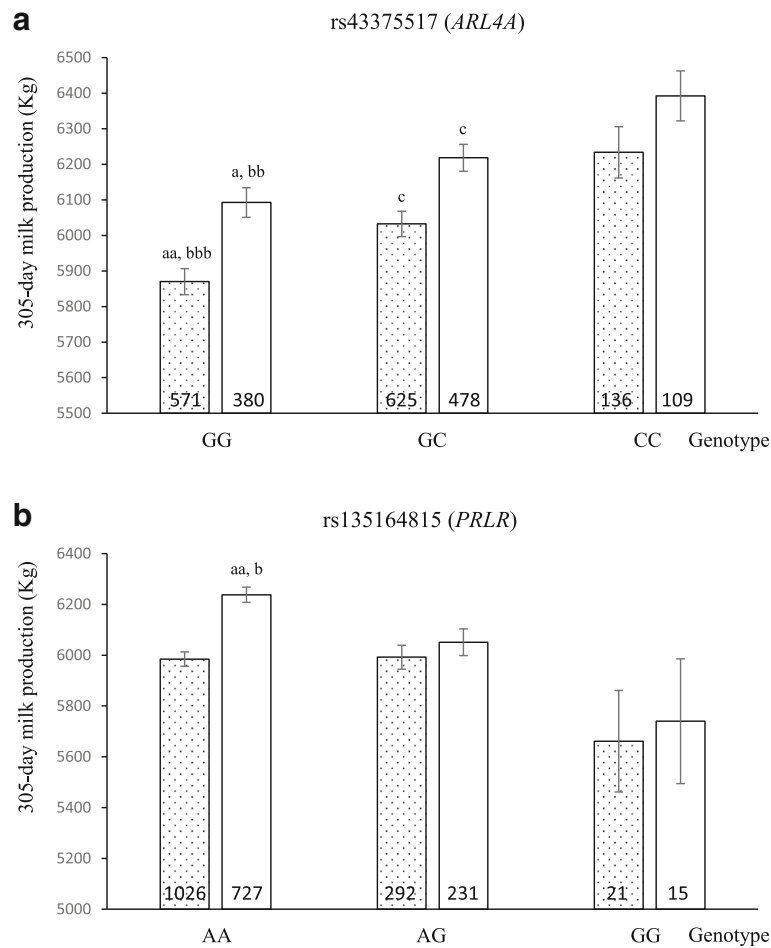 a
rs43375517 (ARL4A)
305-day milk production (Kg)
6500
6400
6300
6200
6100
6000
5900
5800
5700
5600
5500
aa, bbb
a, bb
c
c
571
380
625
478
136
109
GG
GC
CC
Genotype
b
rs135164815 (PRLR)
305-day milk production (Kg)
6400
6200
6000
5800
5600
5400
5200
5000
aa, b
1026
727
292
231
21
15
AA
AG
GG
Genotype